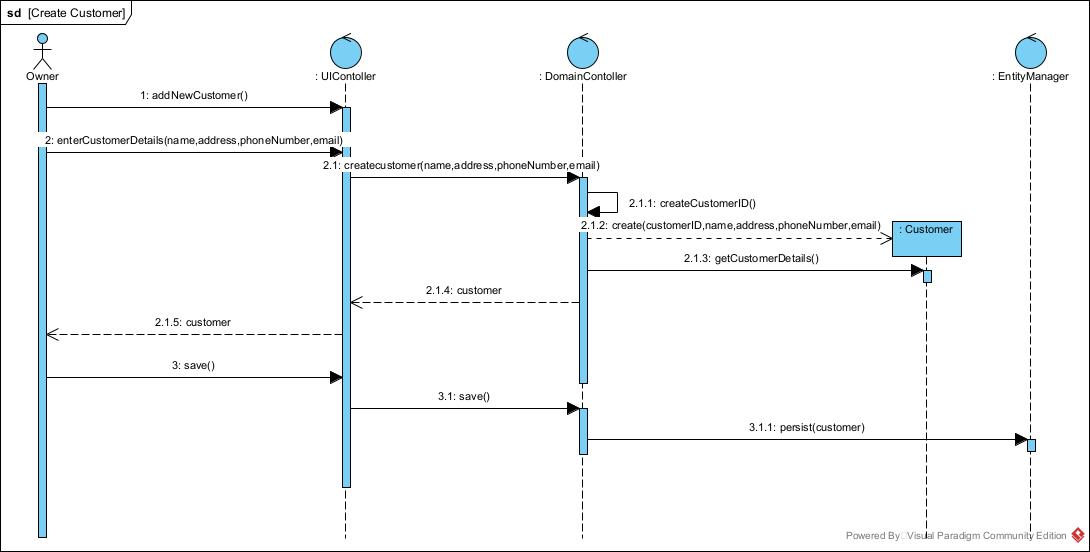 sd [Create Customer]
Owner
: UIContoller
: DomainContoller
: EntityManager
1: addNewCustomer()
2: enterCustomerDetails(name,address,phoneNumber,email)
2.1: createcustomer(name,address,phoneNumber,email)
2.1.1: createCustomerID()
2.1.2: create(customerID,name,address,phoneNumber,email)
: Customer
2.1.3: getCustomerDetails()
2.1.4: customer
2.1.5: customer
3: save()
3.1: save()
3.1.1: persist(customer)
Powered By Visual Paradigm Community Edition